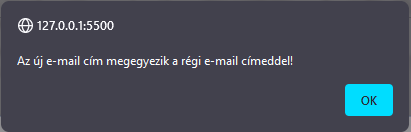 127.0.0.1:5500
Az új e-mail cím megegyezik a régi e-mail címeddel!
OK